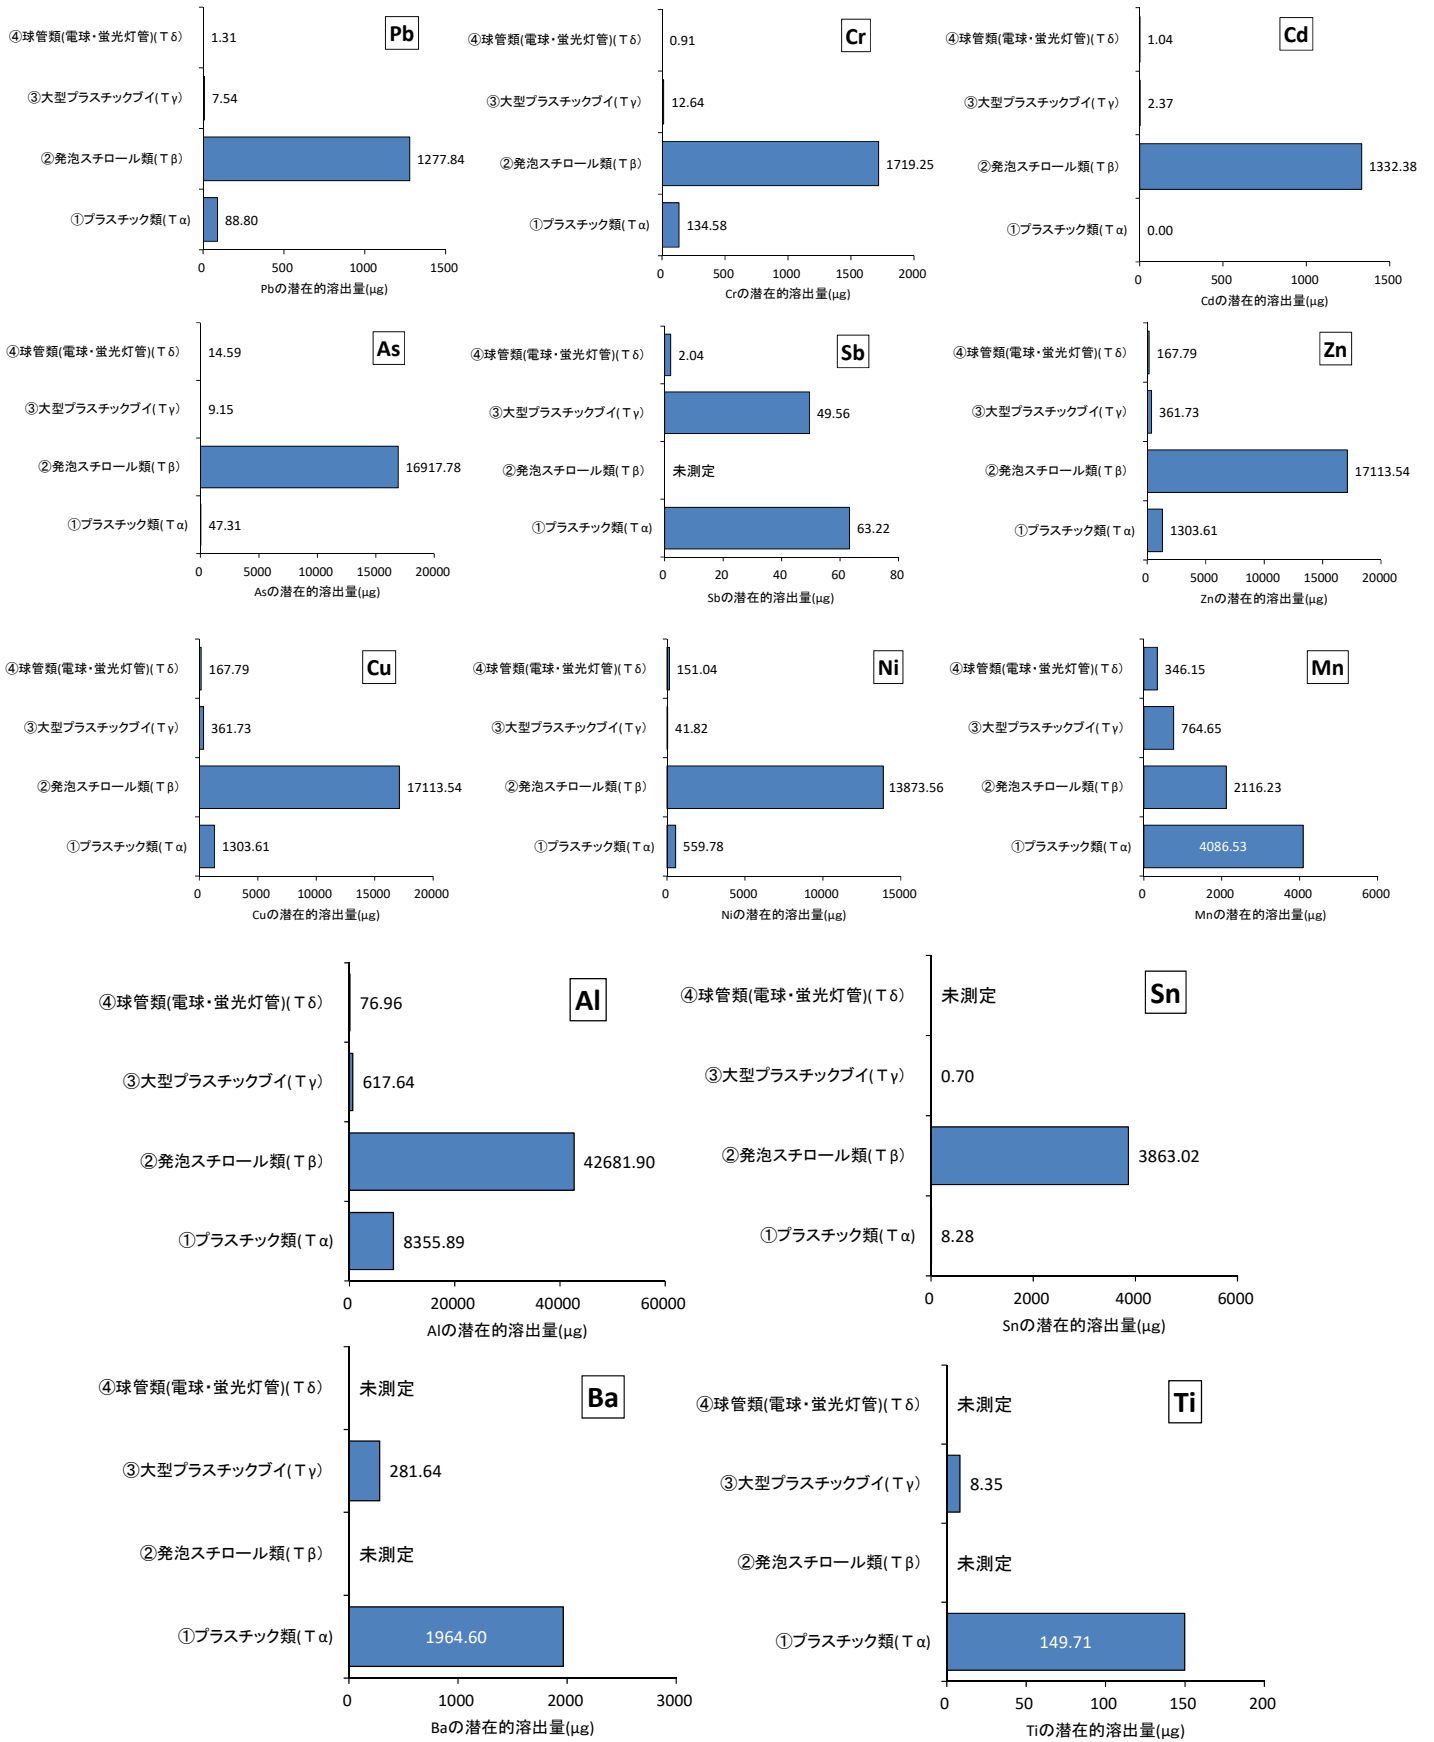 Pb
④球管類(電球・蛍光灯管)(Tδ) 1.31
③大型プラスチックブイ(Tγ) 7.54
②発泡スチロール類(Tβ) 1277.84
①プラスチック類(Tα) 88.80
0 500 1000 1500
Pbの潜在的溶出量(μg)
Cr
④球管類(電球・蛍光灯管)(Tδ) 0.91
③大型プラスチックブイ(Tγ) 12.64
②発泡スチロール類(Tβ) 1719.25
①プラスチック類(Tα) 134.58
0 500 1000 1500 2000
Crの潜在的溶出量(μg)
Cd
④球管類(電球・蛍光灯管)(Tδ) 1.04
③大型プラスチックブイ(Tγ) 2.37
②発泡スチロール類(Tβ) 1332.38
①プラスチック類(Tα) 0.00
0 500 1000 1500
Cdの潜在的溶出量(μg)
As
④球管類(電球・蛍光灯管)(Tδ) 14.59
③大型プラスチックブイ(Tγ) 9.15
②発泡スチロール類(Tβ) 16917.78
①プラスチック類(Tα) 47.31
0 5000 10000 15000 20000
Asの潜在的溶出量(μg)
Sb
④球管類(電球・蛍光灯管)(Tδ) 2.04
③大型プラスチックブイ(Tγ) 49.56
②発泡スチロール類(Tβ) 未測定
①プラスチック類(Tα) 63.22
0 20 40 60 80
Sbの潜在的溶出量(μg)
Zn
④球管類(電球・蛍光灯管)(Tδ) 167.79
③大型プラスチックブイ(Tγ) 361.73
②発泡スチロール類(Tβ) 17113.54
①プラスチック類(Tα) 1303.61
0 5000 10000 15000 20000
Znの潜在的溶出量(μg)
Cu
④球管類(電球・蛍光灯管)(Tδ) 167.79
③大型プラスチックブイ(Tγ) 361.73
②発泡スチロール類(Tβ) 17113.54
①プラスチック類(Tα) 1303.61
0 5000 10000 15000 20000
Cuの潜在的溶出量(μg)
Ni
④球管類(電球・蛍光灯管)(Tδ) 151.04
③大型プラスチックブイ(Tγ) 41.82
②発泡スチロール類(Tβ) 13873.56
①プラスチック類(Tα) 559.78
0 5000 10000 15000
Niの潜在的溶出量(μg)
Mn
④球管類(電球・蛍光灯管)(Tδ) 346.15
③大型プラスチックブイ(Tγ) 764.65
②発泡スチロール類(Tβ) 2116.23
①プラスチック類(Tα) 4086.53
0 2000 4000 6000
Mnの潜在的溶出量(μg)
Al
④球管類(電球・蛍光灯管)(Tδ) 76.96
③大型プラスチックブイ(Tγ) 617.64
②発泡スチロール類(Tβ) 42681.90
①プラスチック類(Tα) 8355.89
0 20000 40000 60000
Alの潜在的溶出量(μg)
Sn
④球管類(電球・蛍光灯管)(Tδ) 未測定
③大型プラスチックブイ(Tγ) 0.70
②発泡スチロール類(Tβ) 3863.02
①プラスチック類(Tα) 8.28
0 2000 4000 6000
Snの潜在的溶出量(μg)
Ba
④球管類(電球・蛍光灯管)(Tδ) 未測定
③大型プラスチックブイ(Tγ) 281.64
②発泡スチロール類(Tβ) 未測定
①プラスチック類(Tα) 1964.60
0 1000 2000 3000
Baの潜在的溶出量(μg)
Ti
④球管類(電球・蛍光灯管)(Tδ) 未測定
③大型プラスチックブイ(Tγ) 8.35
②発泡スチロール類(Tβ) 未測定
①プラスチック類(Tα) 149.71
0 50 100 150 200
Tiの潜在的溶出量(μg)